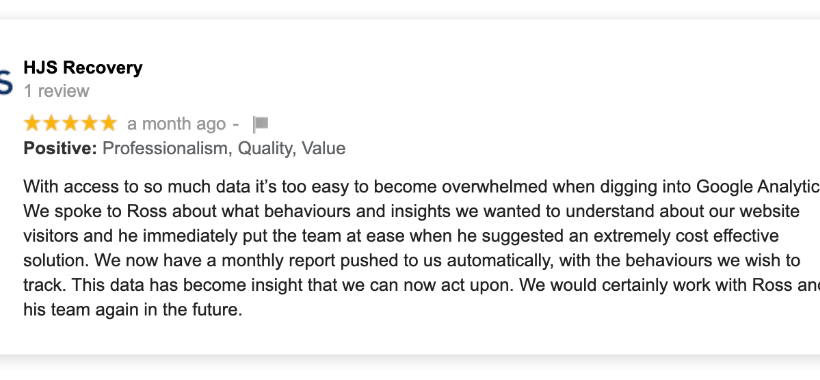 HJS Recovery
S
1 review
a month ago -
Positive: Professionalism, Quality, Value
With access to so much data it's too easy to become overwhelmed when digging into Google Analytic
We spoke to Ross about what behaviours and insights we wanted to understand about our website
visitors and he immediately put the team at ease when he suggested an extremely cost effective
solution. We now have a monthly report pushed to us automatically, with the behaviours we wish to
track. This data has become insight that we can now act upon. We would certainly work with Ross and
his team again in the future.